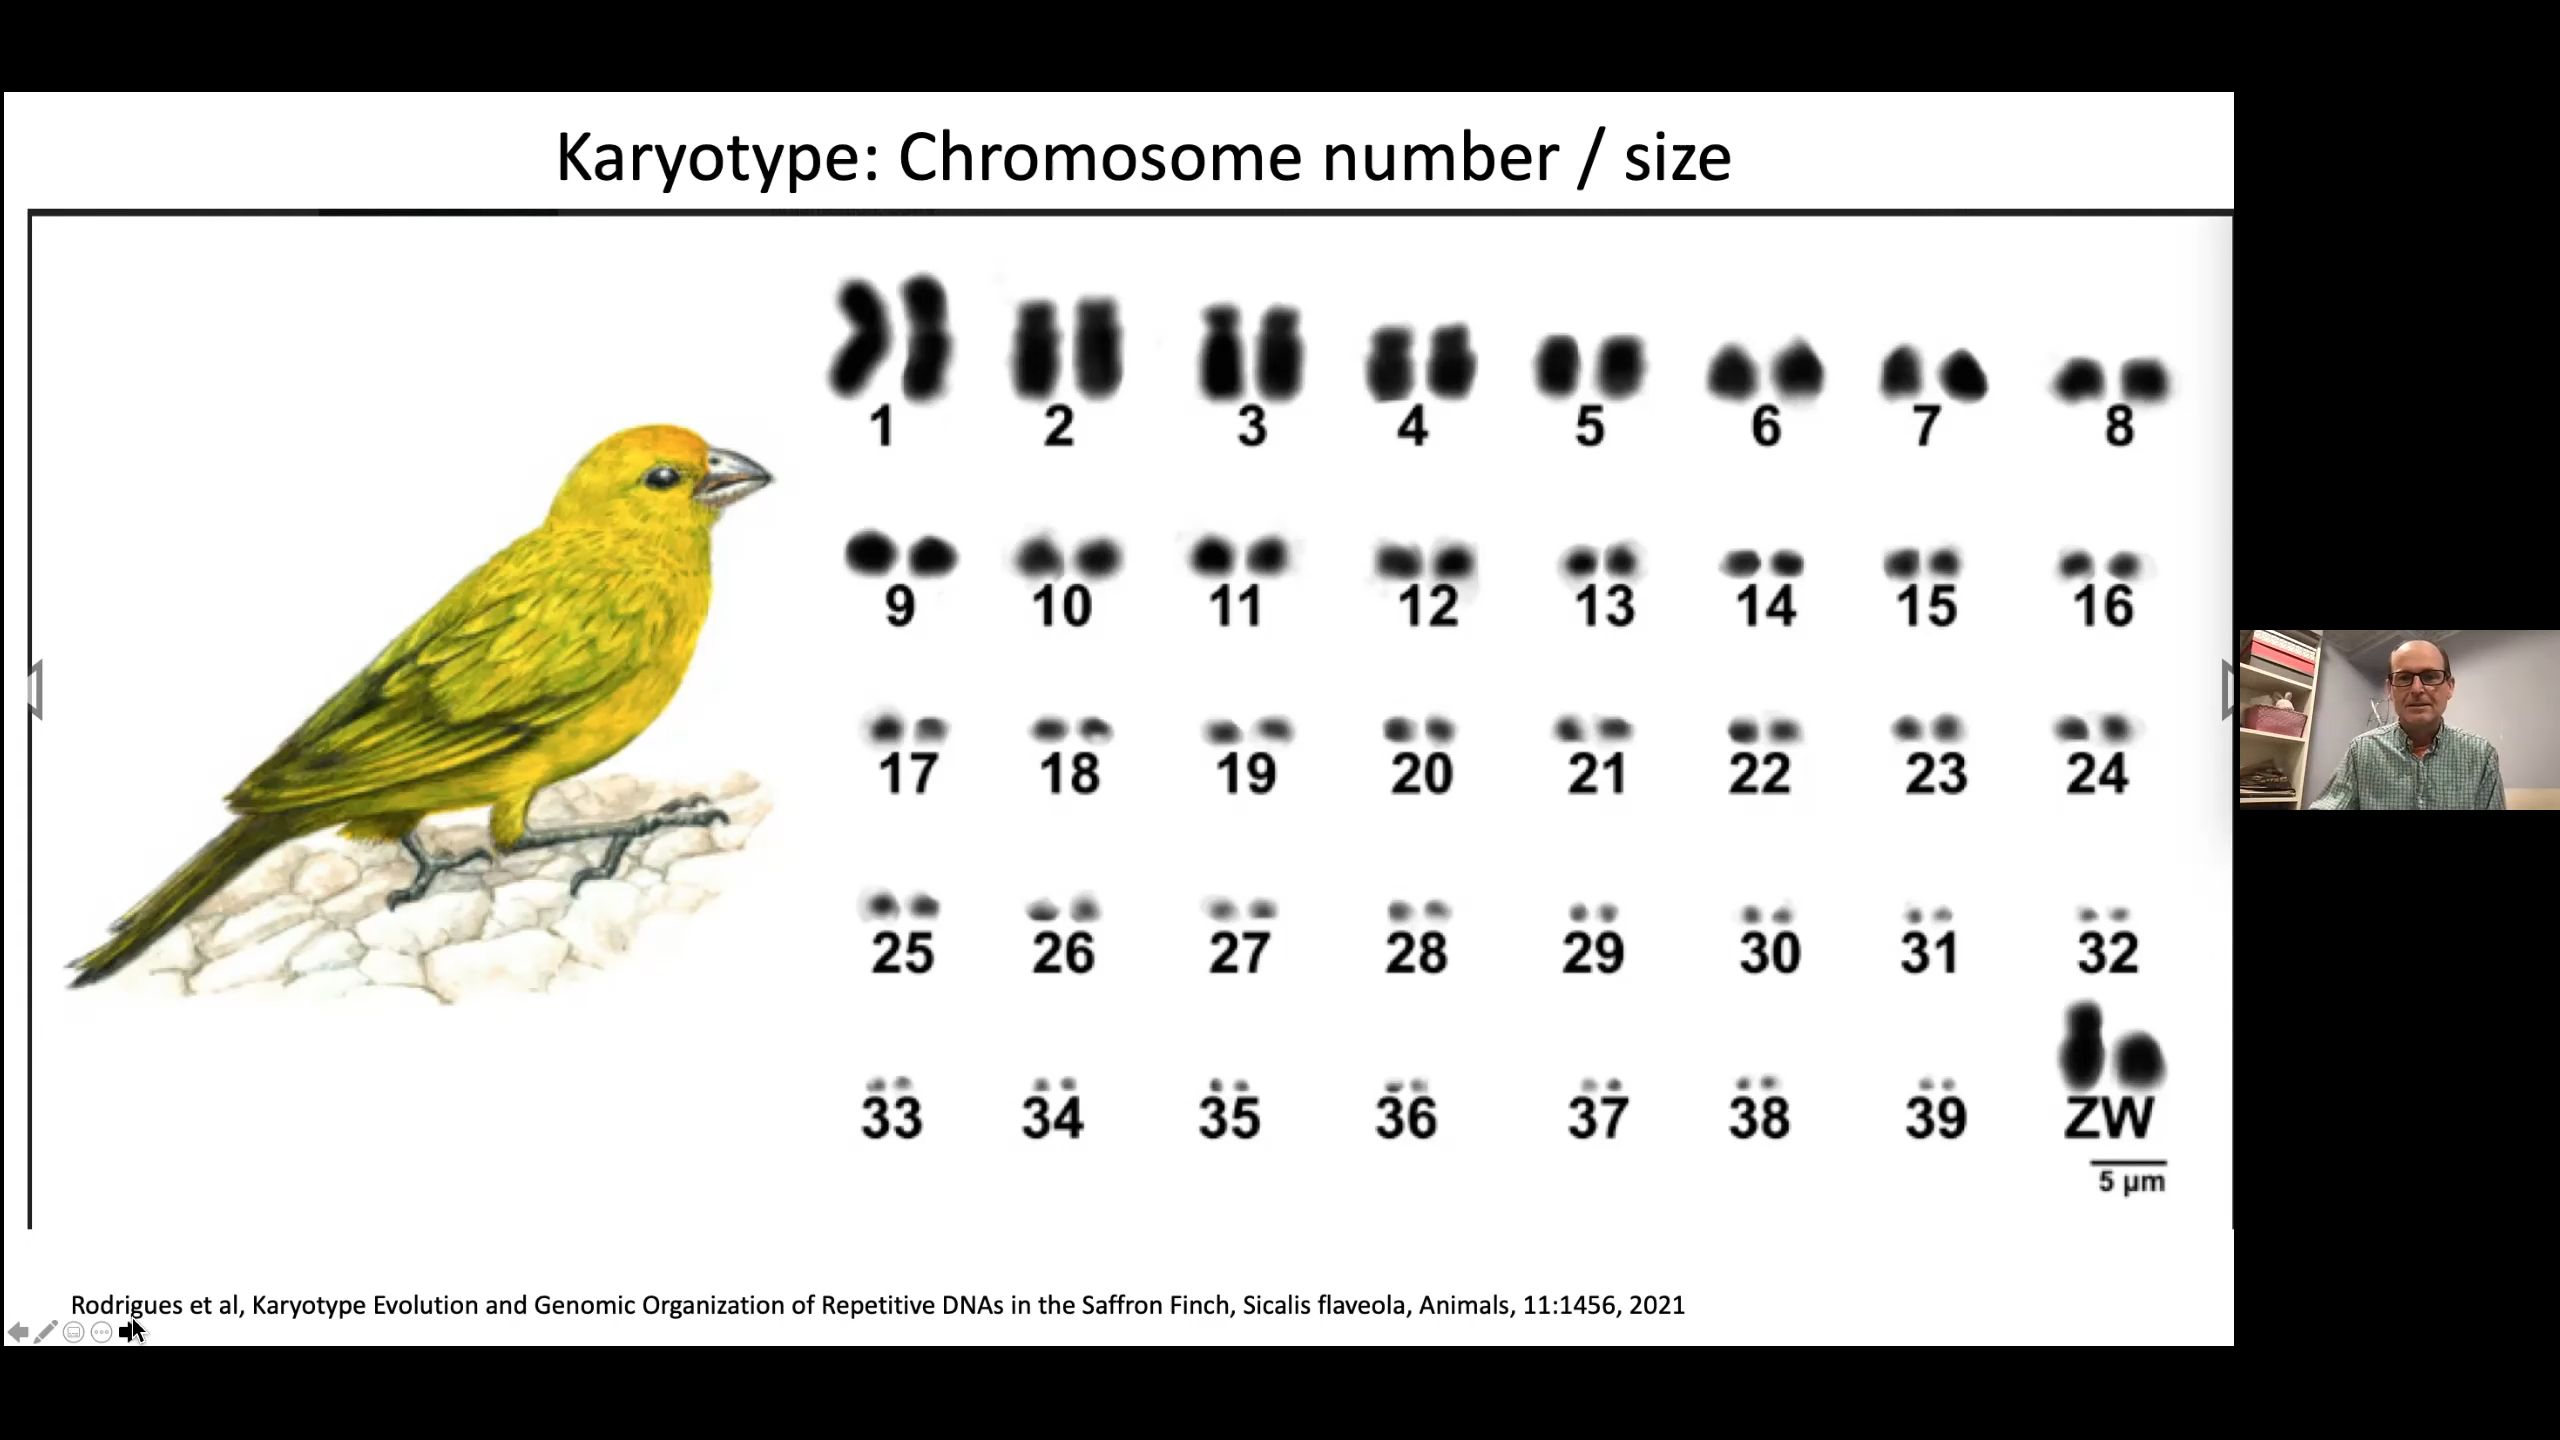 Karyotype: Chromosome number / size
1 2 3 4 5 6 7 8
9 10 11 12 13 14 15 16
17 18 19 20 21 22 23 24
25 26 27 28 29 30 31 32
33 34 35 36 37 38 39 ZW
5 µm
Rodrigues et al, Karyotype Evolution and Genomic Organization of Repetitive DNAs in the Saffron Finch, Sicalis flaveola, Animals, 11:1456, 2021